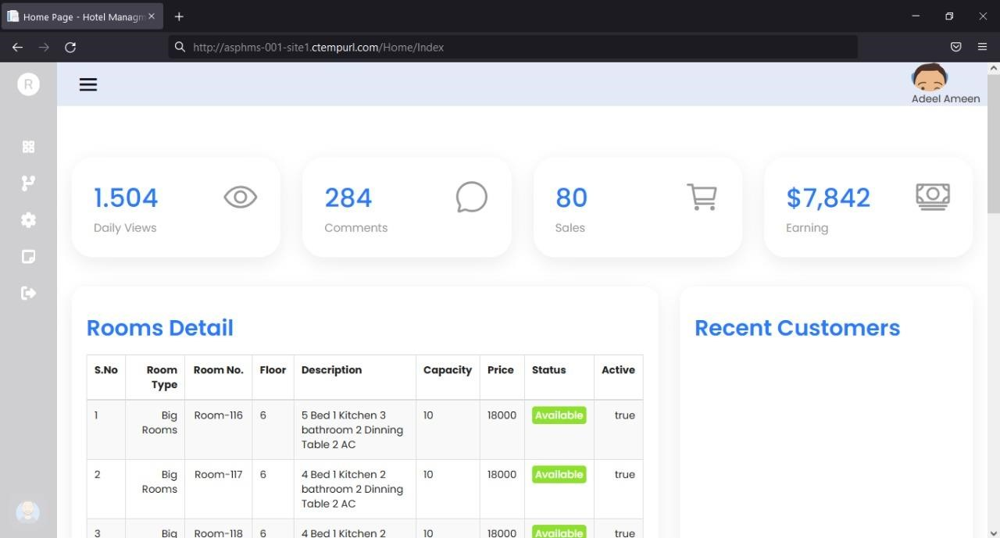 Home Page - Hotel Managm
http://asphms-001-site1.ctempurl.com/Home/Index
R
Adeel Ameen
1.504
Daily Views
284
Comments
80
Sales
$7,842
Earning
Rooms Detail
S.No Room Type Room No. Floor Description Capacity Price Status Active
1 Big Rooms Room-116 6 5 Bed 1 Kitchen 3 bathroom 2 Dinning Table 2 AC 10 18000 Available true
2 Big Rooms Room-117 6 4 Bed 1 Kitchen 2 bathroom 2 Dinning Table 2 AC 10 18000 Available true
3 Big Room-118 6 4 Bed 1 Kitchen 2 10 18000 Available true
Recent Customers